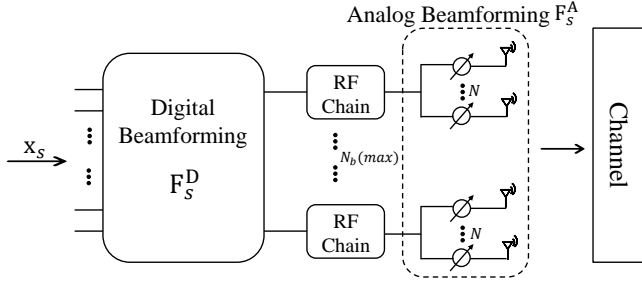 Analog Beamforming F_s^A
RF
Chain
N
Digital
Beamforming
F_s^D
x_s
N_b(max)
RF
Chain
N
Channel